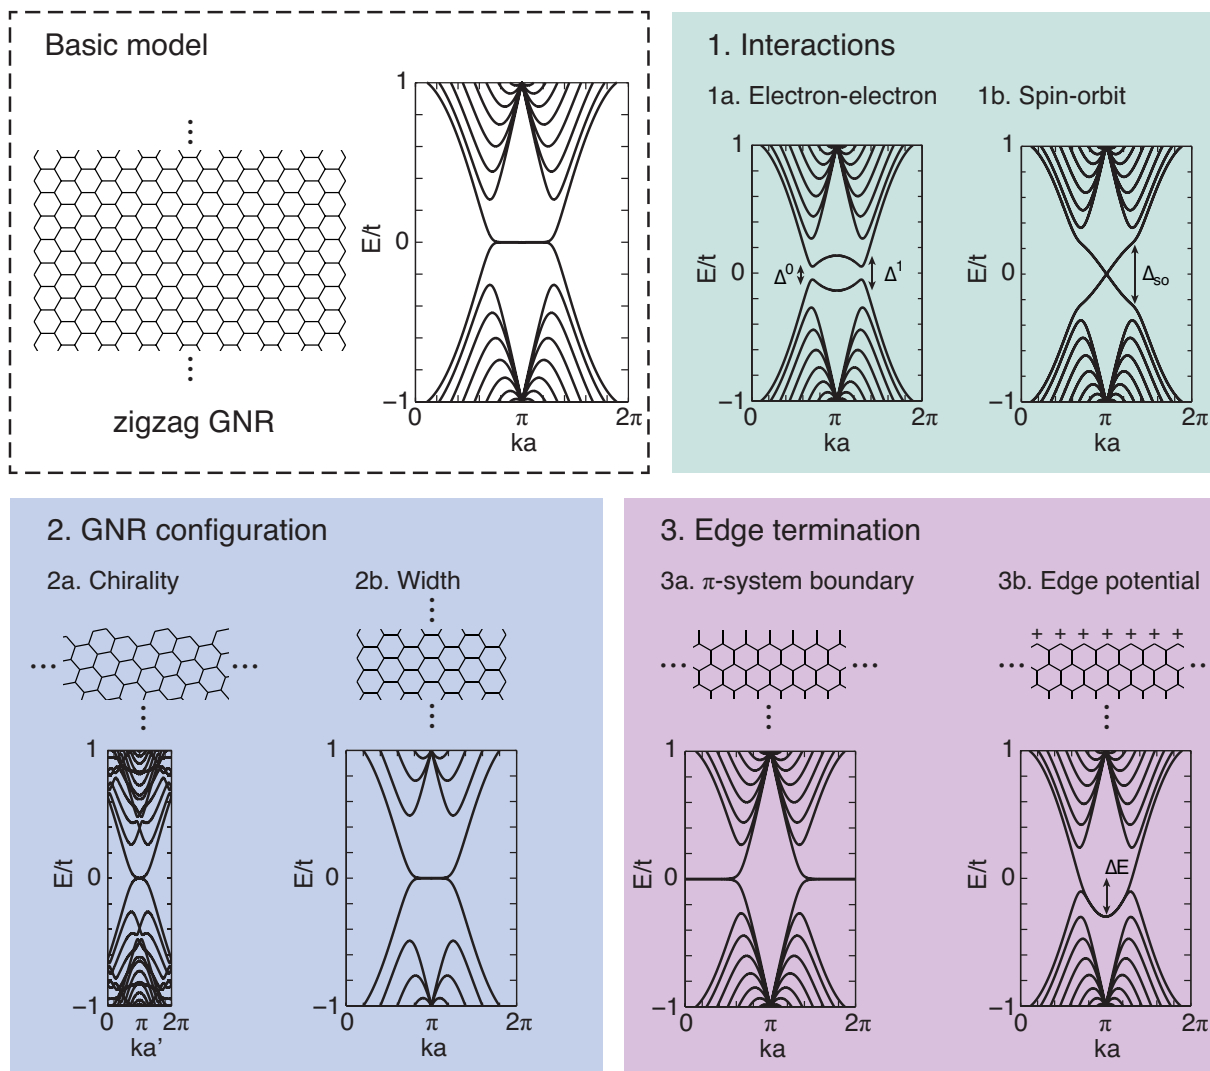 Basic model
1
E/t
0
−1
0
π
2π
ka
zigzag GNR
1. Interactions
1a. Electron-electron
1
E/t
0
−1
Δ⁰
Δ¹
0
π
2π
ka
1b. Spin-orbit
1
E/t
0
−1
Δso
0
π
2π
ka
2. GNR configuration
2a. Chirality
1
E/t
0
−1
0
π
2π
ka’
2b. Width
1
E/t
0
−1
0
π
2π
ka
3. Edge termination
3a. π-system boundary
1
E/t
0
−1
0
π
2π
ka
3b. Edge potential
+ + + + + + +
1
E/t
0
−1
ΔE
0
π
2π
ka